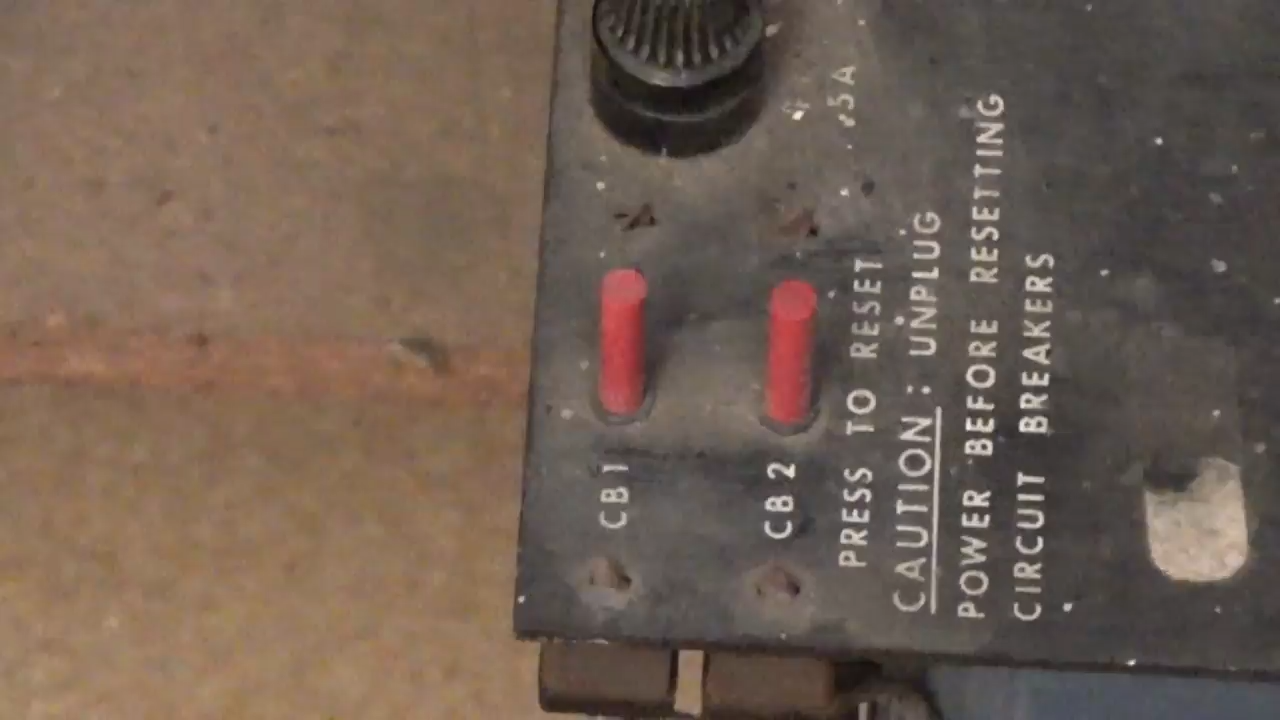 .5A
CB1
CB2
PRESS TO RESET
CAUTION: UNPLUG
POWER BEFORE RESETTING
CIRCUIT BREAKERS